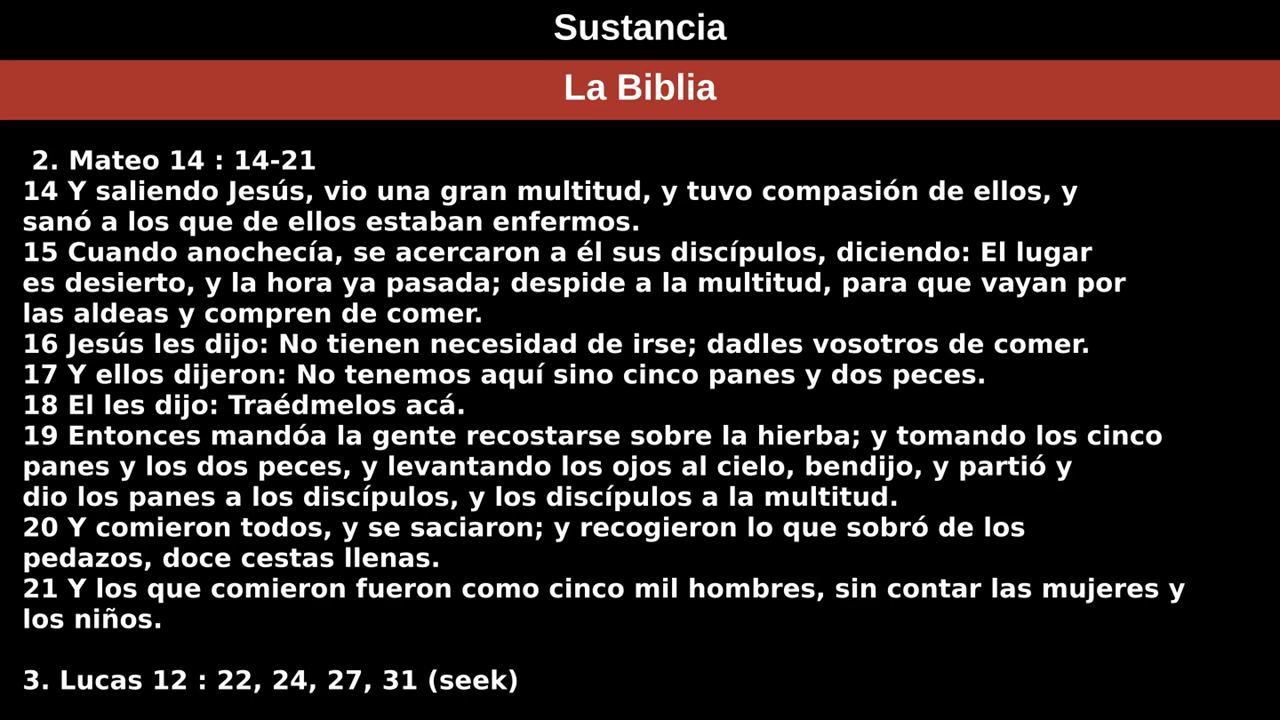 Sustancia
La Biblia
2. Mateo 14 : 14-21
14 Y saliendo Jesús, vio una gran multitud, y tuvo compasión de ellos, y
sanó a los que de ellos estaban enfermos.
15 Cuando anochecía, se acercaron a él sus discípulos, diciendo: El lugar
es desierto, y la hora ya pasada; despide a la multitud, para que vayan por
las aldeas y compren de comer.
16 Jesús les dijo: No tienen necesidad de irse; dadles vosotros de comer.
17 Y ellos dijeron: No tenemos aquí sino cinco panes y dos peces.
18 El les dijo: Traédmelos acá.
19 Entonces mandóa la gente recostarse sobre la hierba; y tomando los cinco
panes y los dos peces, y levantando los ojos al cielo, bendijo, y partió y
dio los panes a los discípulos, y los discípulos a la multitud.
20 Y comieron todos, y se saciaron; y recogieron lo que sobró de los
pedazos, doce cestas llenas.
21 Y los que comieron fueron como cinco mil hombres, sin contar las mujeres y
los niños.
3. Lucas 12 : 22, 24, 27, 31 (seek)